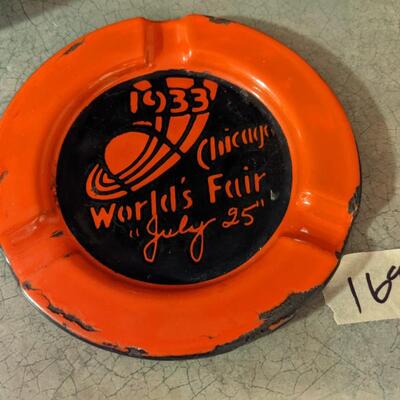 1933
Chicago
World's Fair
"July 25"